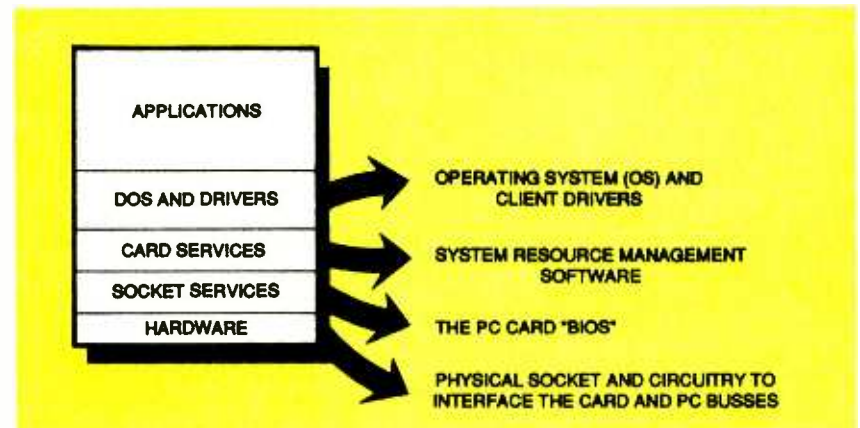 APPLICATIONS
DOS AND DRIVERS
CARD SERVICES
SOCKET SERVICES
HARDWARE
OPERATING SYSTEM (OS) AND
CLIENT DRIVERS
SYSTEM RESOURCE MANAGEMENT
SOFTWARE
THE PC CARD "BIOS"
PHYSICAL SOCKET AND CIRCUITRY TO
INTERFACE THE CARD AND PC BUSSES